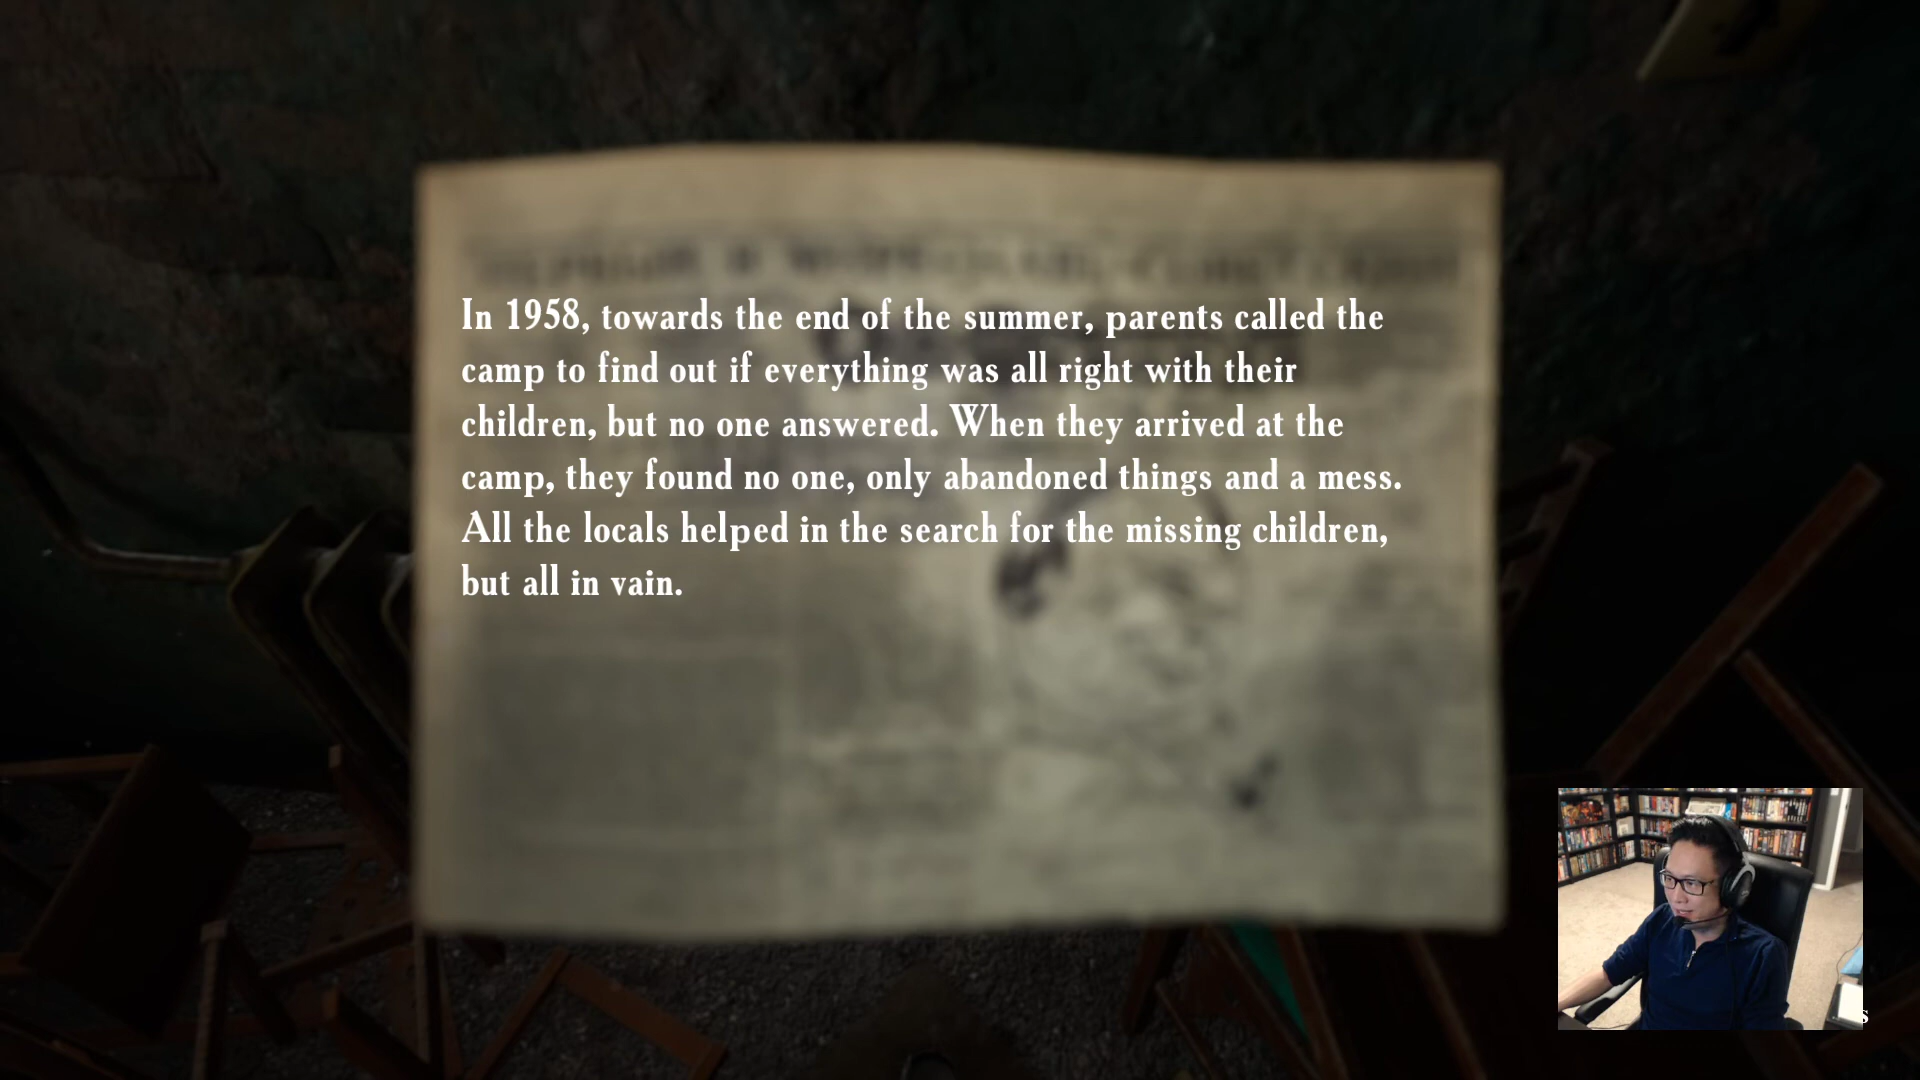 In 1958, towards the end of the summer, parents called the
camp to find out if everything was all right with their
children, but no one answered. When they arrived at the
camp, they found no one, only abandoned things and a mess.
All the locals helped in the search for the missing children,
but all in vain.